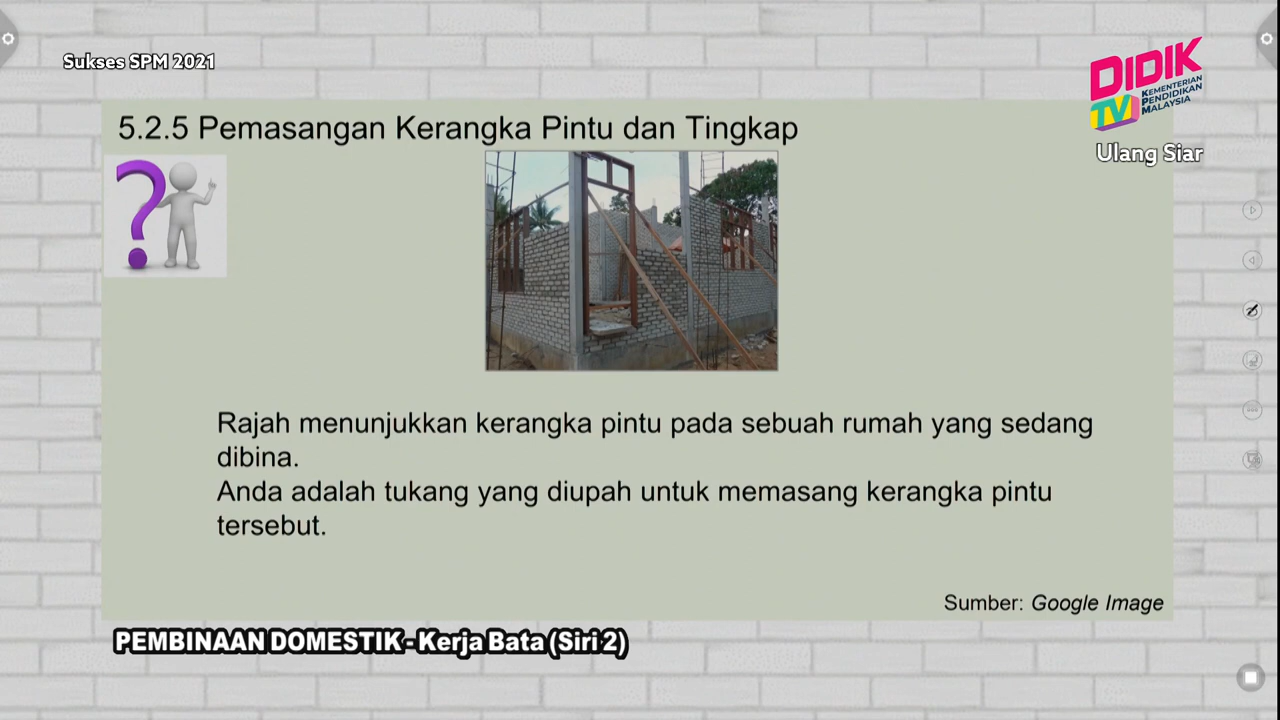 Sukses SPM 2021
DIDIK
TV
KEMENTERIAN
PENDIDIKAN
MALAYSIA
Ulang Siar
5.2.5 Pemasangan Kerangka Pintu dan Tingkap
?
Rajah menunjukkan kerangka pintu pada sebuah rumah yang sedang
dibina.
Anda adalah tukang yang diupah untuk memasang kerangka pintu
tersebut.
Sumber: Google Image
PEMBINAAN DOMESTIK - Kerja Bata (Siri 2)